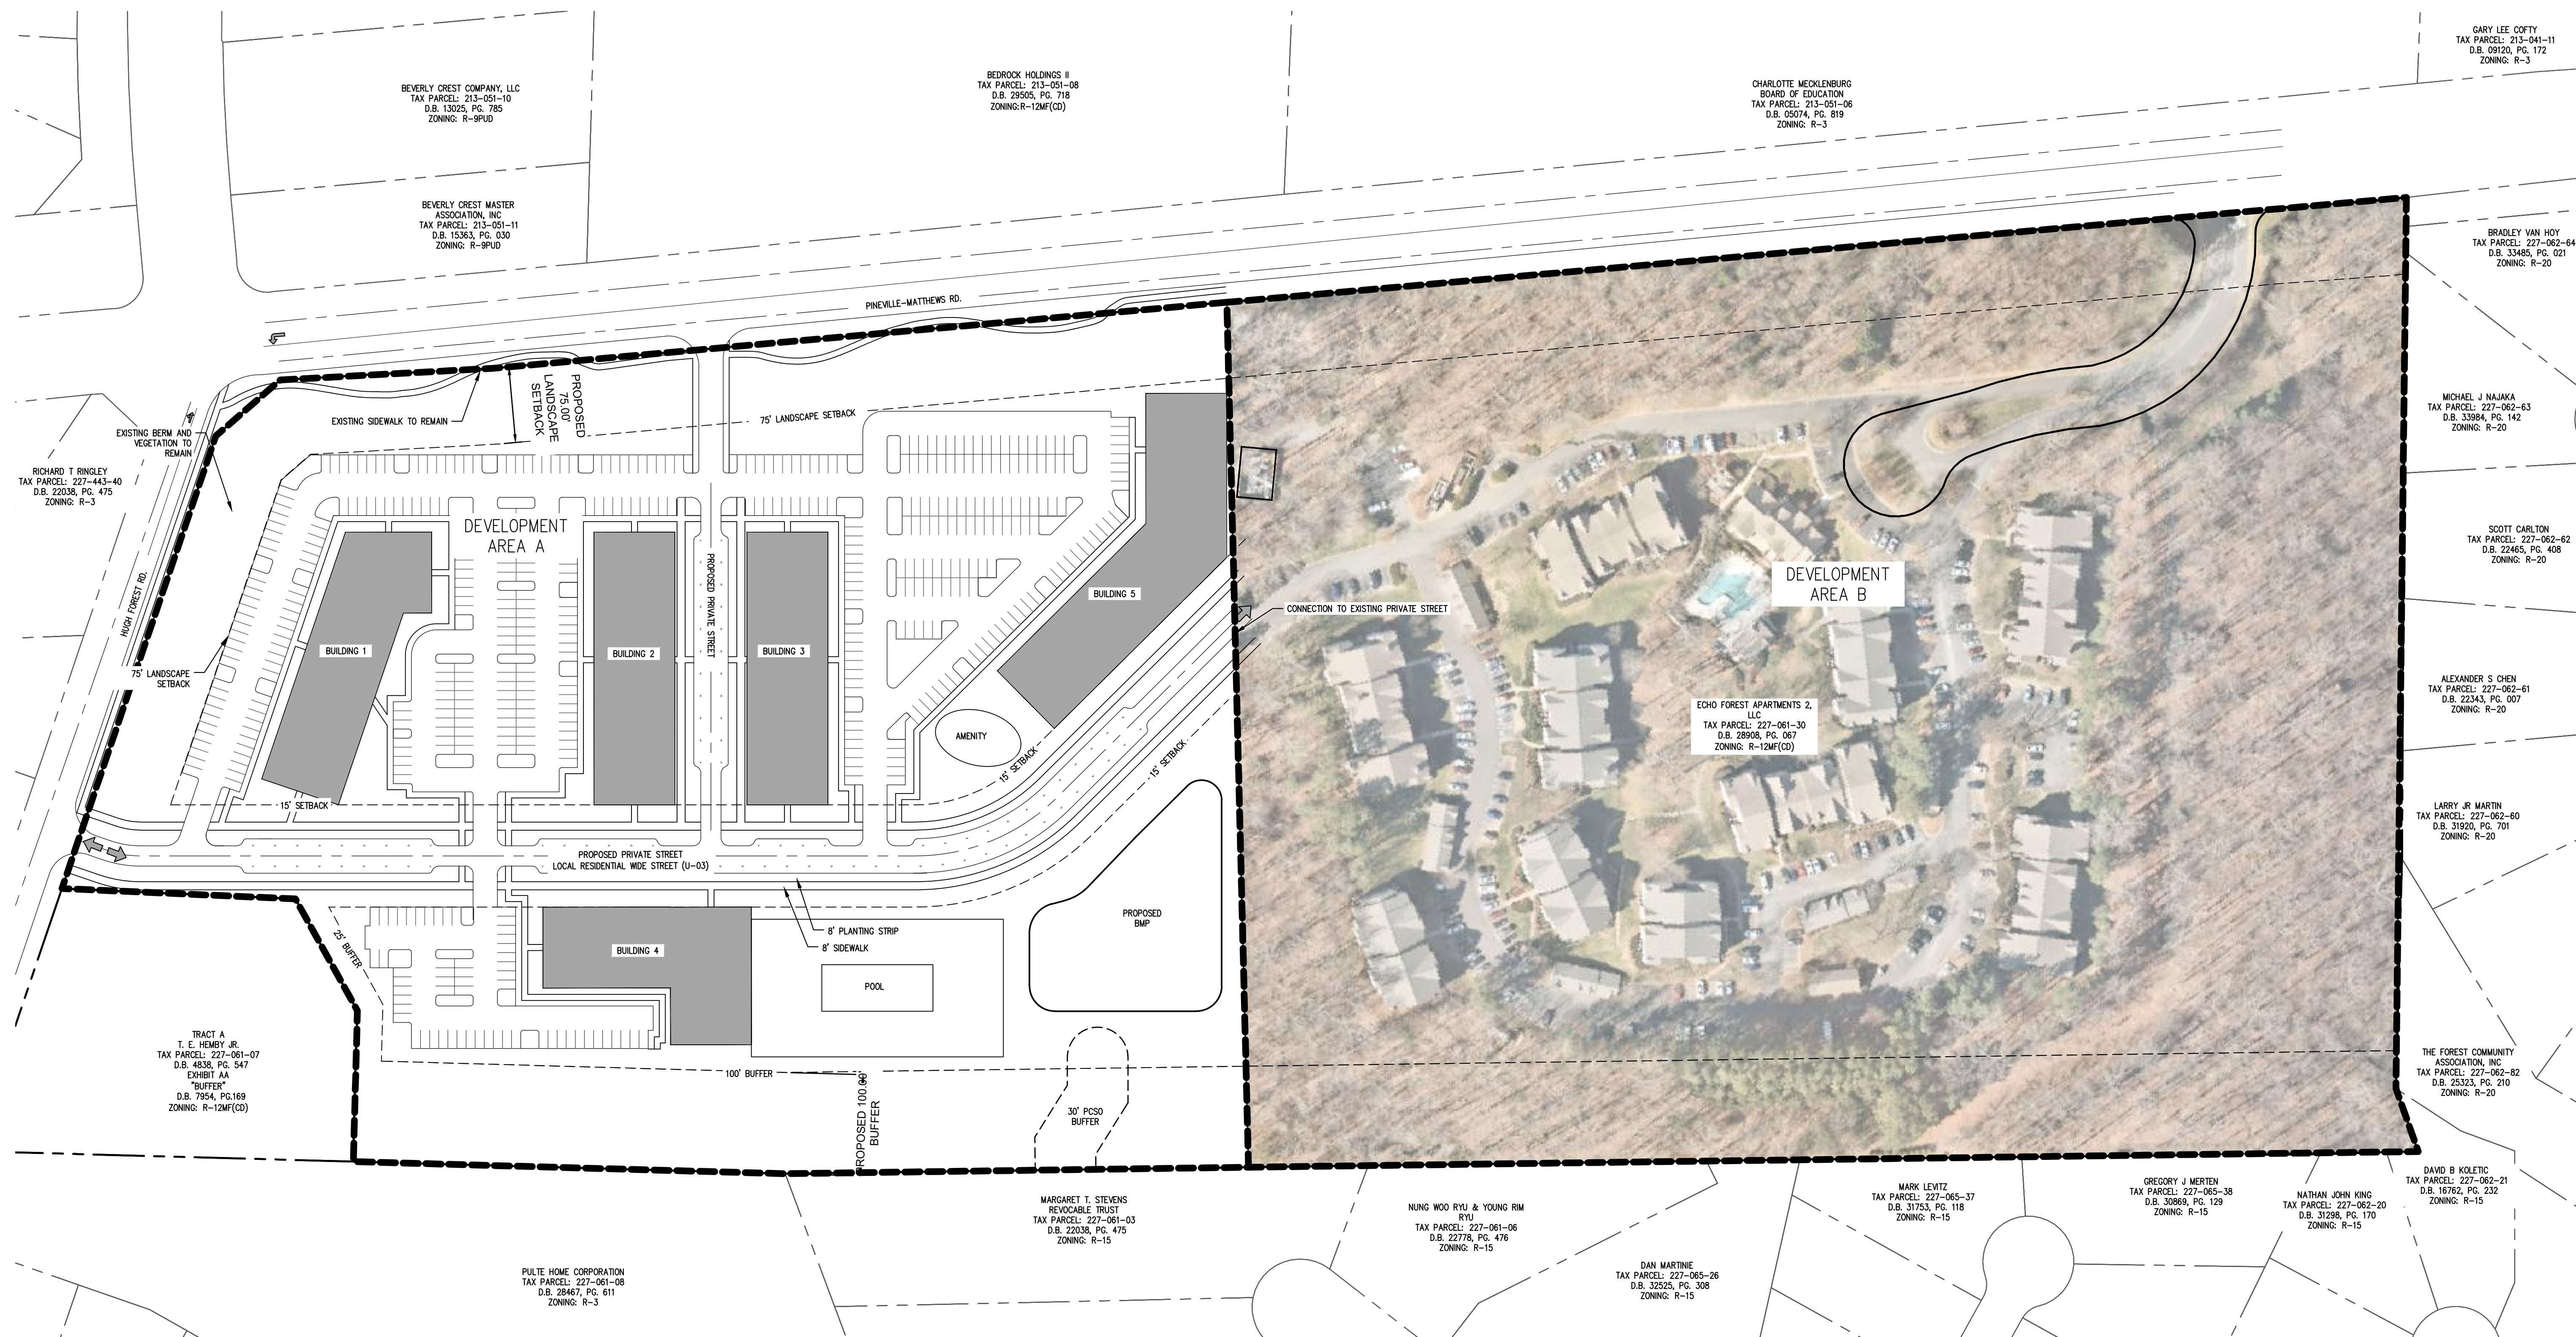 GARY LEE COFTY
TAX PARCEL: 213-041-11
D.B. 09120, PG. 172
ZONING: R-3
BEVERLY CREST COMPANY, LLC
TAX PARCEL: 213-051-10
D.B. 13025, PG. 785
ZONING: R-9PUD
BEDROCK HOLDINGS II
TAX PARCEL: 213-051-08
D.B. 29505, PG. 718
ZONING:R-12MF(CD)
CHARLOTTE MECKLENBURG
BOARD OF EDUCATION
TAX PARCEL: 213-051-06
D.B. 05074, PG. 819
ZONING: R-3
BEVERLY CREST MASTER
ASSOCIATION, INC
TAX PARCEL: 213-051-11
D.B. 15363, PG. 030
ZONING: R-9PUD
BRADLEY VAN HOY
TAX PARCEL: 227-062-64
D.B. 33485, PG. 021
ZONING: R-20
PINEVILLE-MATTHEWS RD.
PROPOSED
75.00'
LANDSCAPE
SETBACK
EXISTING SIDEWALK TO REMAIN
75' LANDSCAPE SETBACK
EXISTING BERM AND
VEGETATION TO
REMAIN
MICHAEL J NAJAKA
TAX PARCEL: 227-062-63
D.B. 33984, PG. 142
ZONING: R-20
RICHARD T RINGLEY
TAX PARCEL: 227-443-40
D.B. 22038, PG. 475
ZONING: R-3
DEVELOPMENT
AREA A
SCOTT CARLTON
TAX PARCEL: 227-062-62
D.B. 22465, PG. 408
ZONING: R-20
HUGH FOREST RD.
PROPOSED PRIVATE STREET
BUILDING 5
DEVELOPMENT
AREA B
CONNECTION TO EXISTING PRIVATE STREET
BUILDING 1
BUILDING 2
BUILDING 3
75' LANDSCAPE
SETBACK
ALEXANDER S CHEN
TAX PARCEL: 227-062-61
D.B. 22343, PG. 007
ZONING: R-20
ECHO FOREST APARTMENTS 2,
LLC
TAX PARCEL: 227-061-30
D.B. 28908, PG. 067
ZONING: R-12MF(CD)
AMENITY
15' SETBACK
15' SETBACK
15' SETBACK
LARRY JR MARTIN
TAX PARCEL: 227-062-60
D.B. 31920, PG. 701
ZONING: R-20
PROPOSED PRIVATE STREET
LOCAL RESIDENTIAL WIDE STREET (U-03)
25' BUFFER
8' PLANTING STRIP
8' SIDEWALK
BUILDING 4
POOL
PROPOSED
BMP
TRACT A
T. E. HEMBY JR.
TAX PARCEL: 227-061-07
D.B. 4838, PG. 547
EXHIBIT AA
"BUFFER"
D.B. 7954, PG.169
ZONING: R-12MF(CD)
100' BUFFER
PROPOSED 100.00'
BUFFER
30' PCSO
BUFFER
THE FOREST COMMUNITY
ASSOCIATION, INC
TAX PARCEL: 227-062-82
D.B. 25323, PG. 210
ZONING: R-20
MARGARET T. STEVENS
REVOCABLE TRUST
TAX PARCEL: 227-061-03
D.B. 22038, PG. 475
ZONING: R-15
NUNG WOO RYU & YOUNG RIM
RYU
TAX PARCEL: 227-061-06
D.B. 22778, PG. 476
ZONING: R-15
MARK LEVITZ
TAX PARCEL: 227-065-37
D.B. 31753, PG. 118
ZONING: R-15
GREGORY J MERTEN
TAX PARCEL: 227-065-38
D.B. 30869, PG. 129
ZONING: R-15
NATHAN JOHN KING
TAX PARCEL: 227-062-20
D.B. 31298, PG. 170
ZONING: R-15
DAVID B KOLETIC
TAX PARCEL: 227-062-21
D.B. 16762, PG. 232
ZONING: R-15
PULTE HOME CORPORATION
TAX PARCEL: 227-061-08
D.B. 28467, PG. 611
ZONING: R-3
DAN MARTINIE
TAX PARCEL: 227-065-26
D.B. 32525, PG. 308
ZONING: R-15